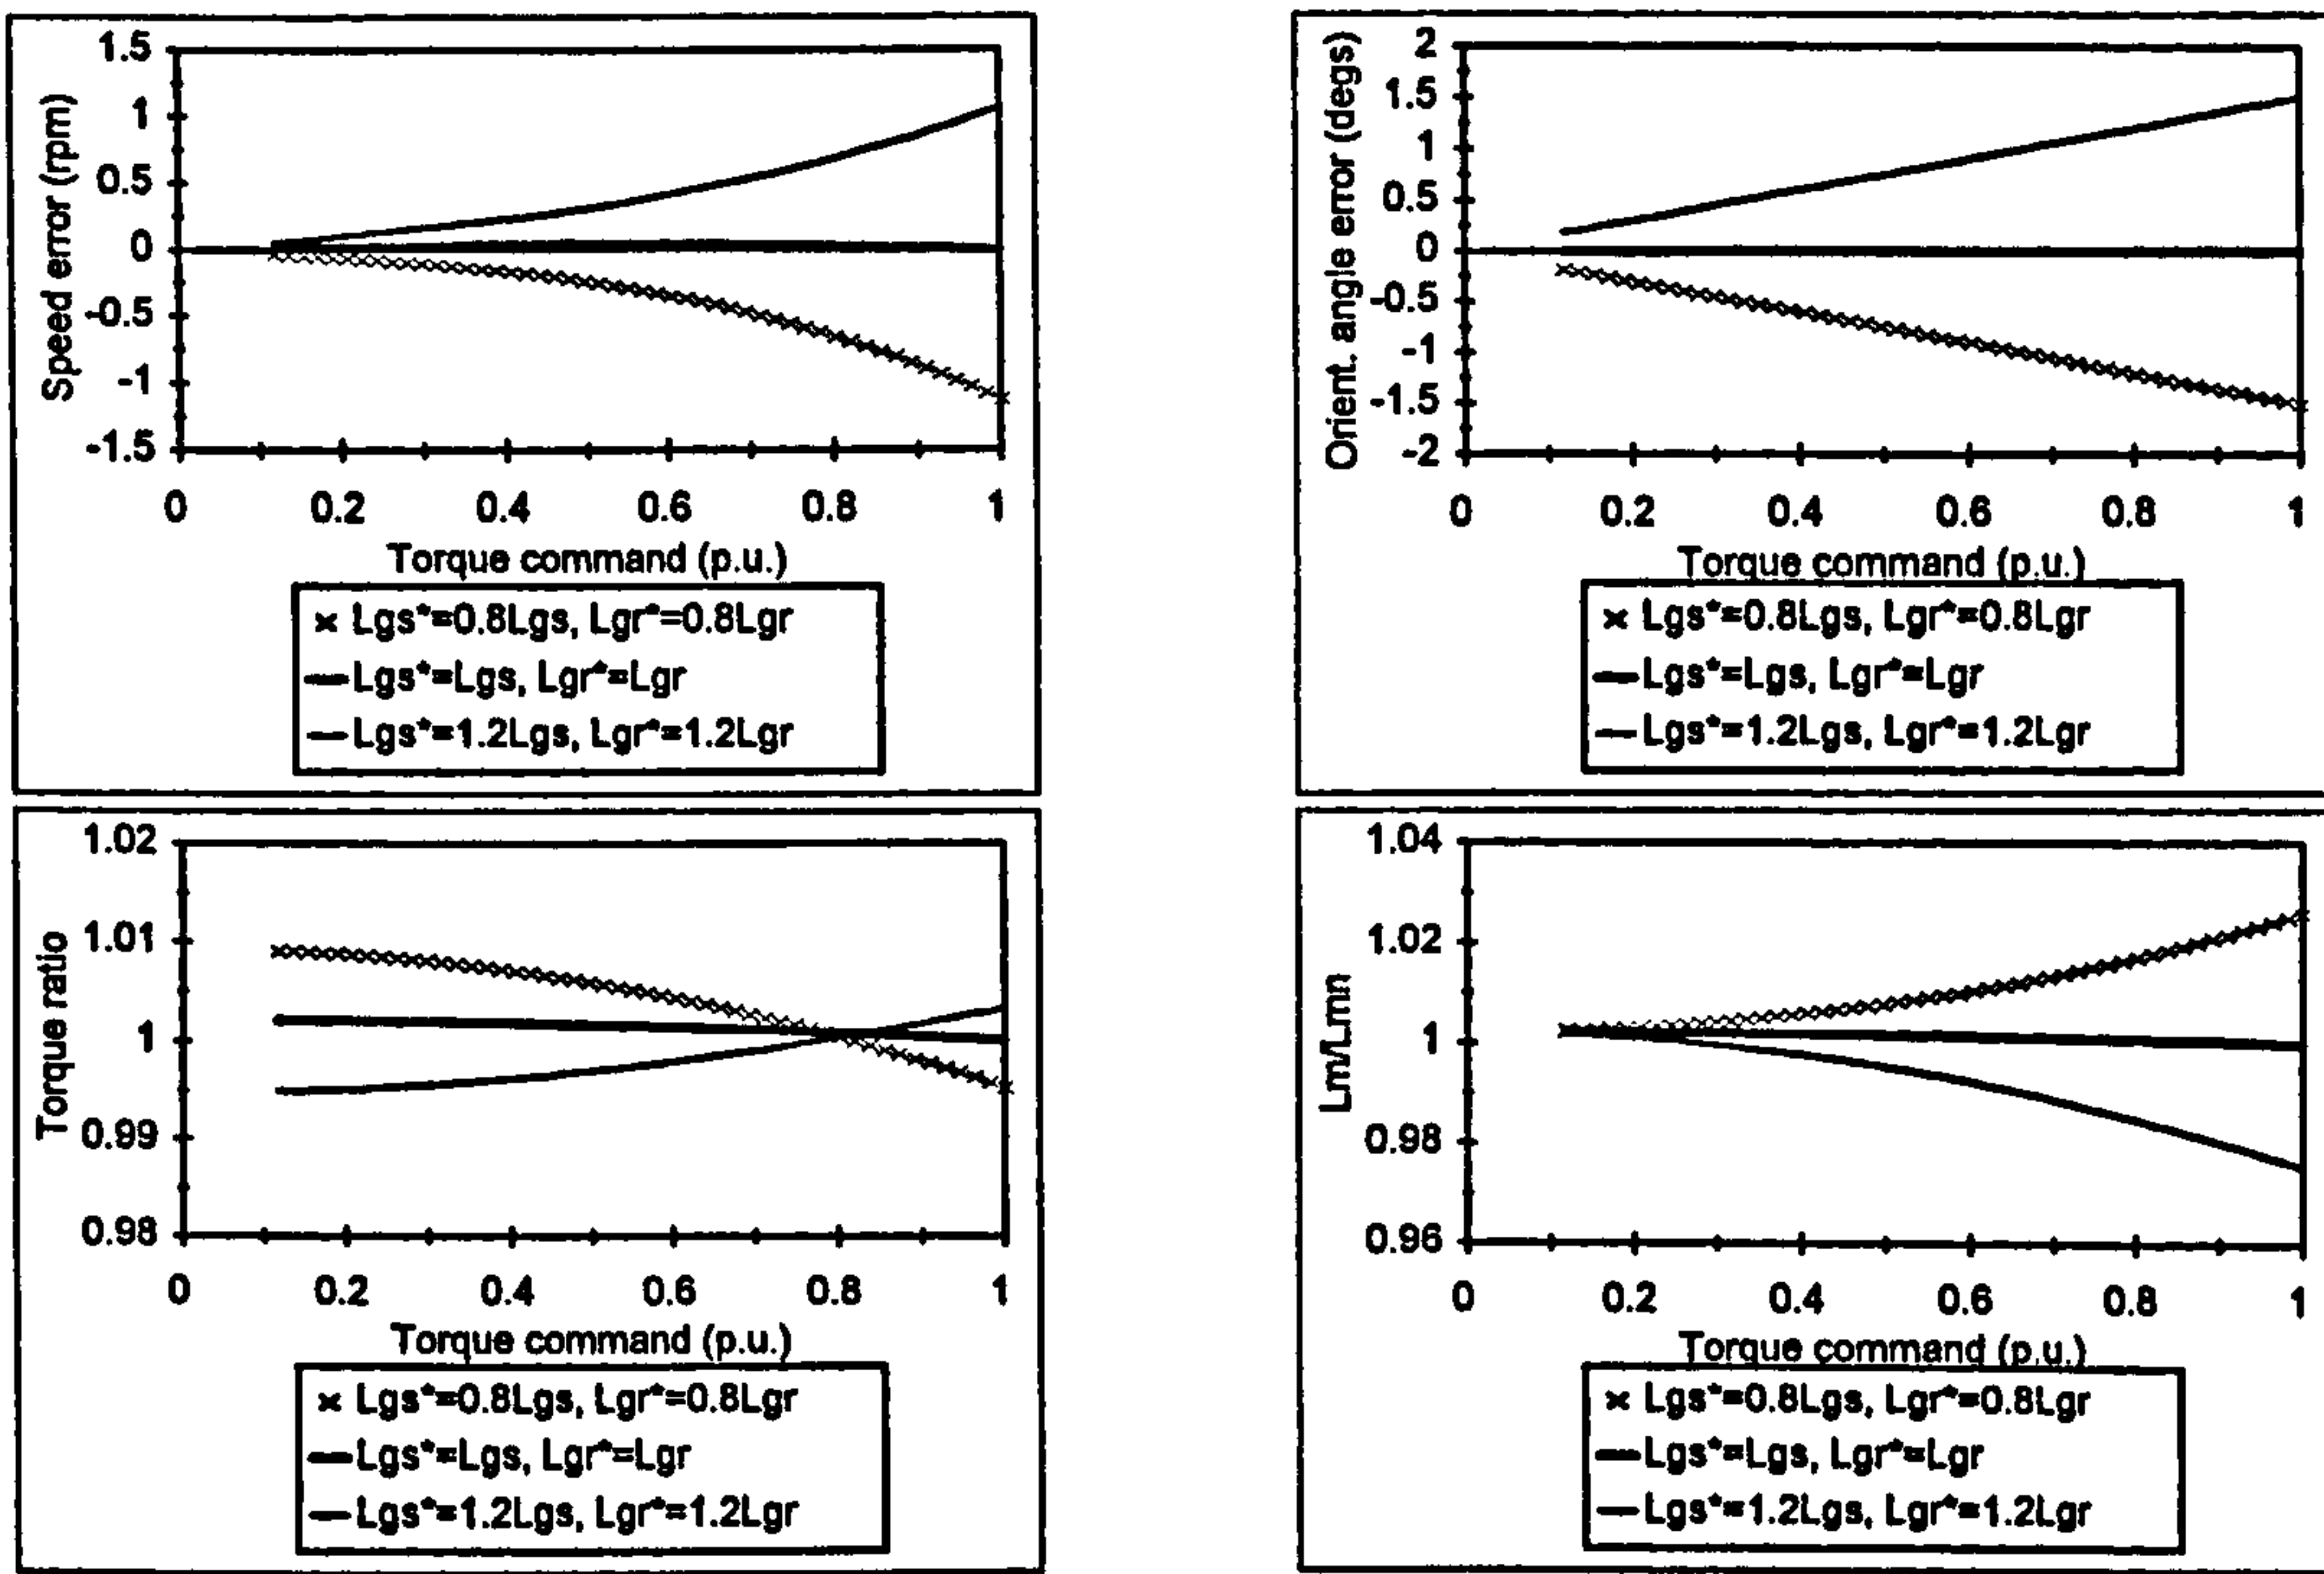 Speed error (rpm)
1.5
1
0.5
0
-0.5
-1
-1.5
0 0.2 0.4 0.6 0.8 1
Torque command (p.u.)
× Lgs*=0.8Lgs, Lgr*=0.8Lgr
Lgs*=Lgs, Lgr*=Lgr
Lgs*=1.2Lgs, Lgr*=1.2Lgr
Orient. angle error (degs)
2
1.5
1
0.5
0
-0.5
-1
-1.5
-2
0 0.2 0.4 0.6 0.8 1
Torque command (p.u.)
× Lgs*=0.8Lgs, Lgr*=0.8Lgr
Lgs*=Lgs, Lgr*=Lgr
Lgs*=1.2Lgs, Lgr*=1.2Lgr
Torque ratio
1.02
1.01
1
0.99
0.98
0 0.2 0.4 0.6 0.8 1
Torque command (p.u.)
× Lgs*=0.8Lgs, Lgr*=0.8Lgr
Lgs*=Lgs, Lgr*=Lgr
Lgs*=1.2Lgs, Lgr*=1.2Lgr
Lm/Lmn
1.04
1.02
1
0.98
0.96
0 0.2 0.4 0.6 0.8 1
Torque command (p.u.)
× Lgs*=0.8Lgs, Lgr*=0.8Lgr
Lgs*=Lgs, Lgr*=Lgr
Lgs*=1.2Lgs, Lgr*=1.2Lgr